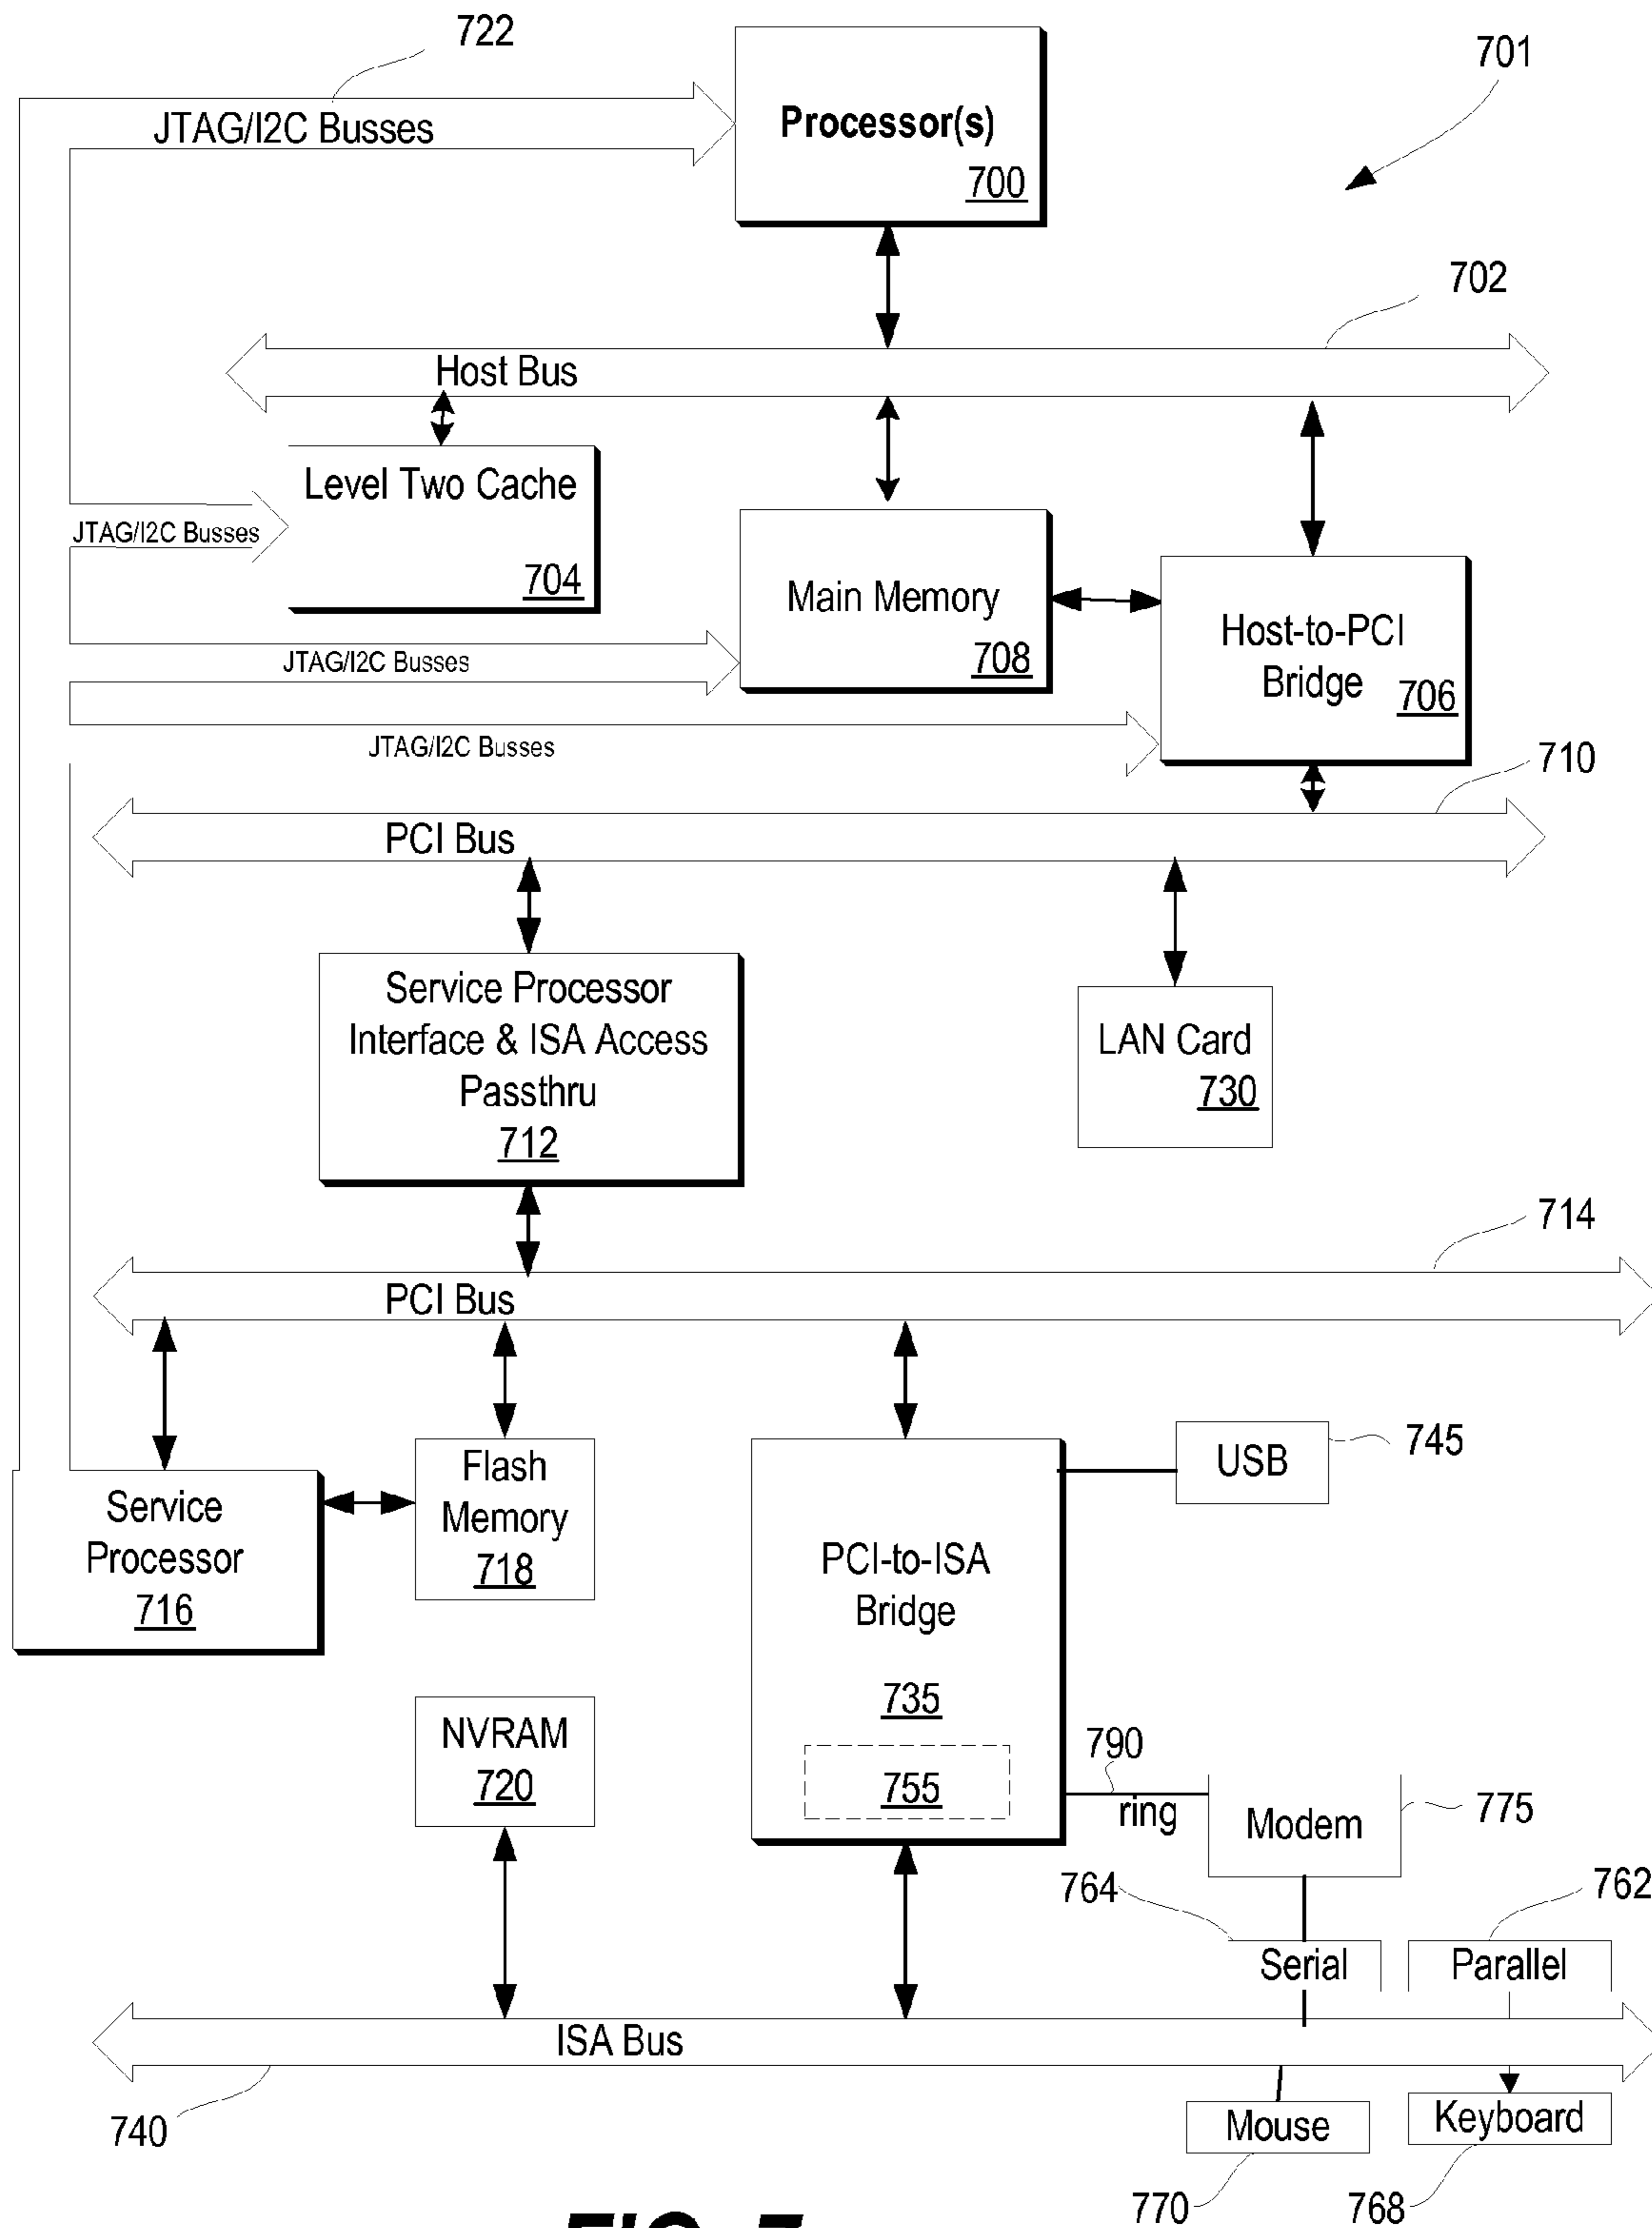 722
701
JTAG/I2C Busses
Processor(s)
700
702
Host Bus
Level Two Cache
704
JTAG/I2C Busses
Main Memory
708
Host-to-PCI
Bridge
706
JTAG/I2C Busses
JTAG/I2C Busses
710
PCI Bus
Service Processor
Interface & ISA Access
Passthru
712
LAN Card
730
714
PCI Bus
Service
Processor
716
Flash
Memory
718
USB
745
PCI-to-ISA
Bridge
735
755
NVRAM
720
790
ring
Modem
775
764
762
Serial
Parallel
ISA Bus
740
Mouse
Keyboard
770
768